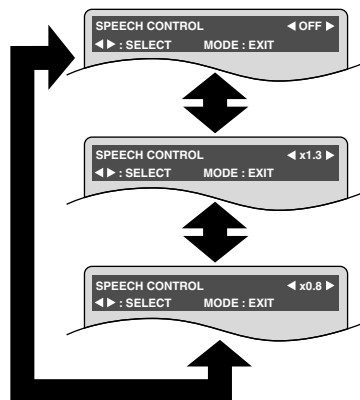 SPEECH CONTROL ◀ OFF ▶
◀ ▶ : SELECT MODE : EXIT
SPEECH CONTROL ◀ x1.3 ▶
◀ ▶ : SELECT MODE : EXIT
SPEECH CONTROL ◀ x0.8 ▶
◀ ▶ : SELECT MODE : EXIT